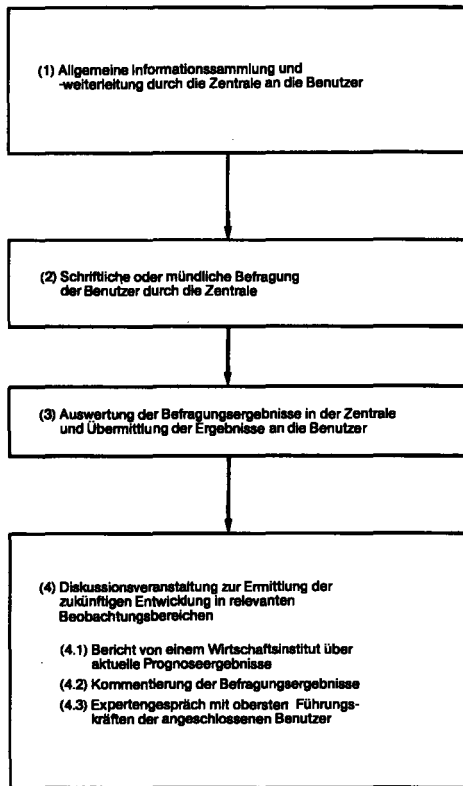 (1) Allgemeine Informationssammlung und
-weiterleitung durch die Zentrale an die Benutzer
(2) Schriftliche oder mündliche Befragung
der Benutzer durch die Zentrale
(3) Auswertung der Befragungsergebnisse in der Zentrale
und Übermittlung der Ergebnisse an die Benutzer
(4) Diskussionsveranstaltung zur Ermittlung der
zukünftigen Entwicklung in relevanten
Beobachtungsbereichen
(4.1) Bericht von einem Wirtschaftsinstitut über
aktuelle Prognoseergebnisse
(4.2) Kommentierung der Befragungsergebnisse
(4.3) Expertengespräch mit obersten Führungs-
kräften der angeschlossenen Benutzer